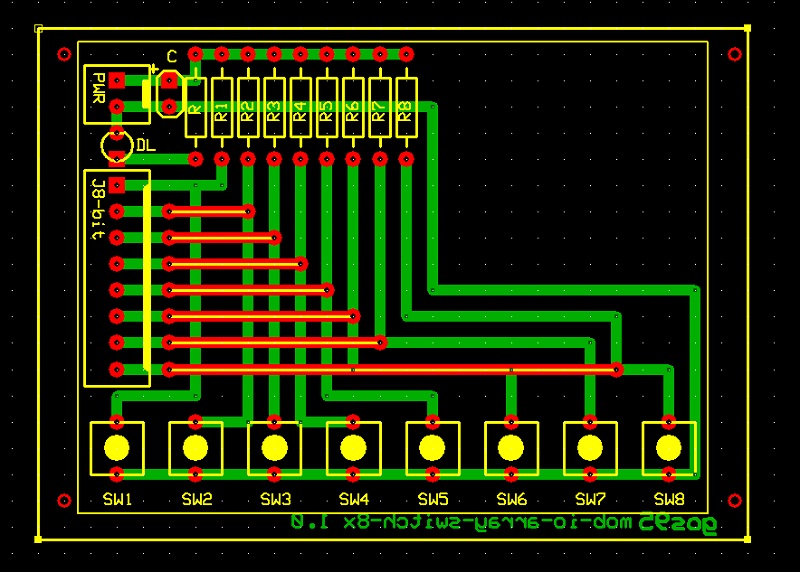 C
PWR
+
R R1 R2 R3 R4 R5 R6 R7 R8
DL
J8-bit
SW1 SW2 SW3 SW4 SW5 SW6 SW7 SW8
gos95 mob-io-array-switch-8x 1.0